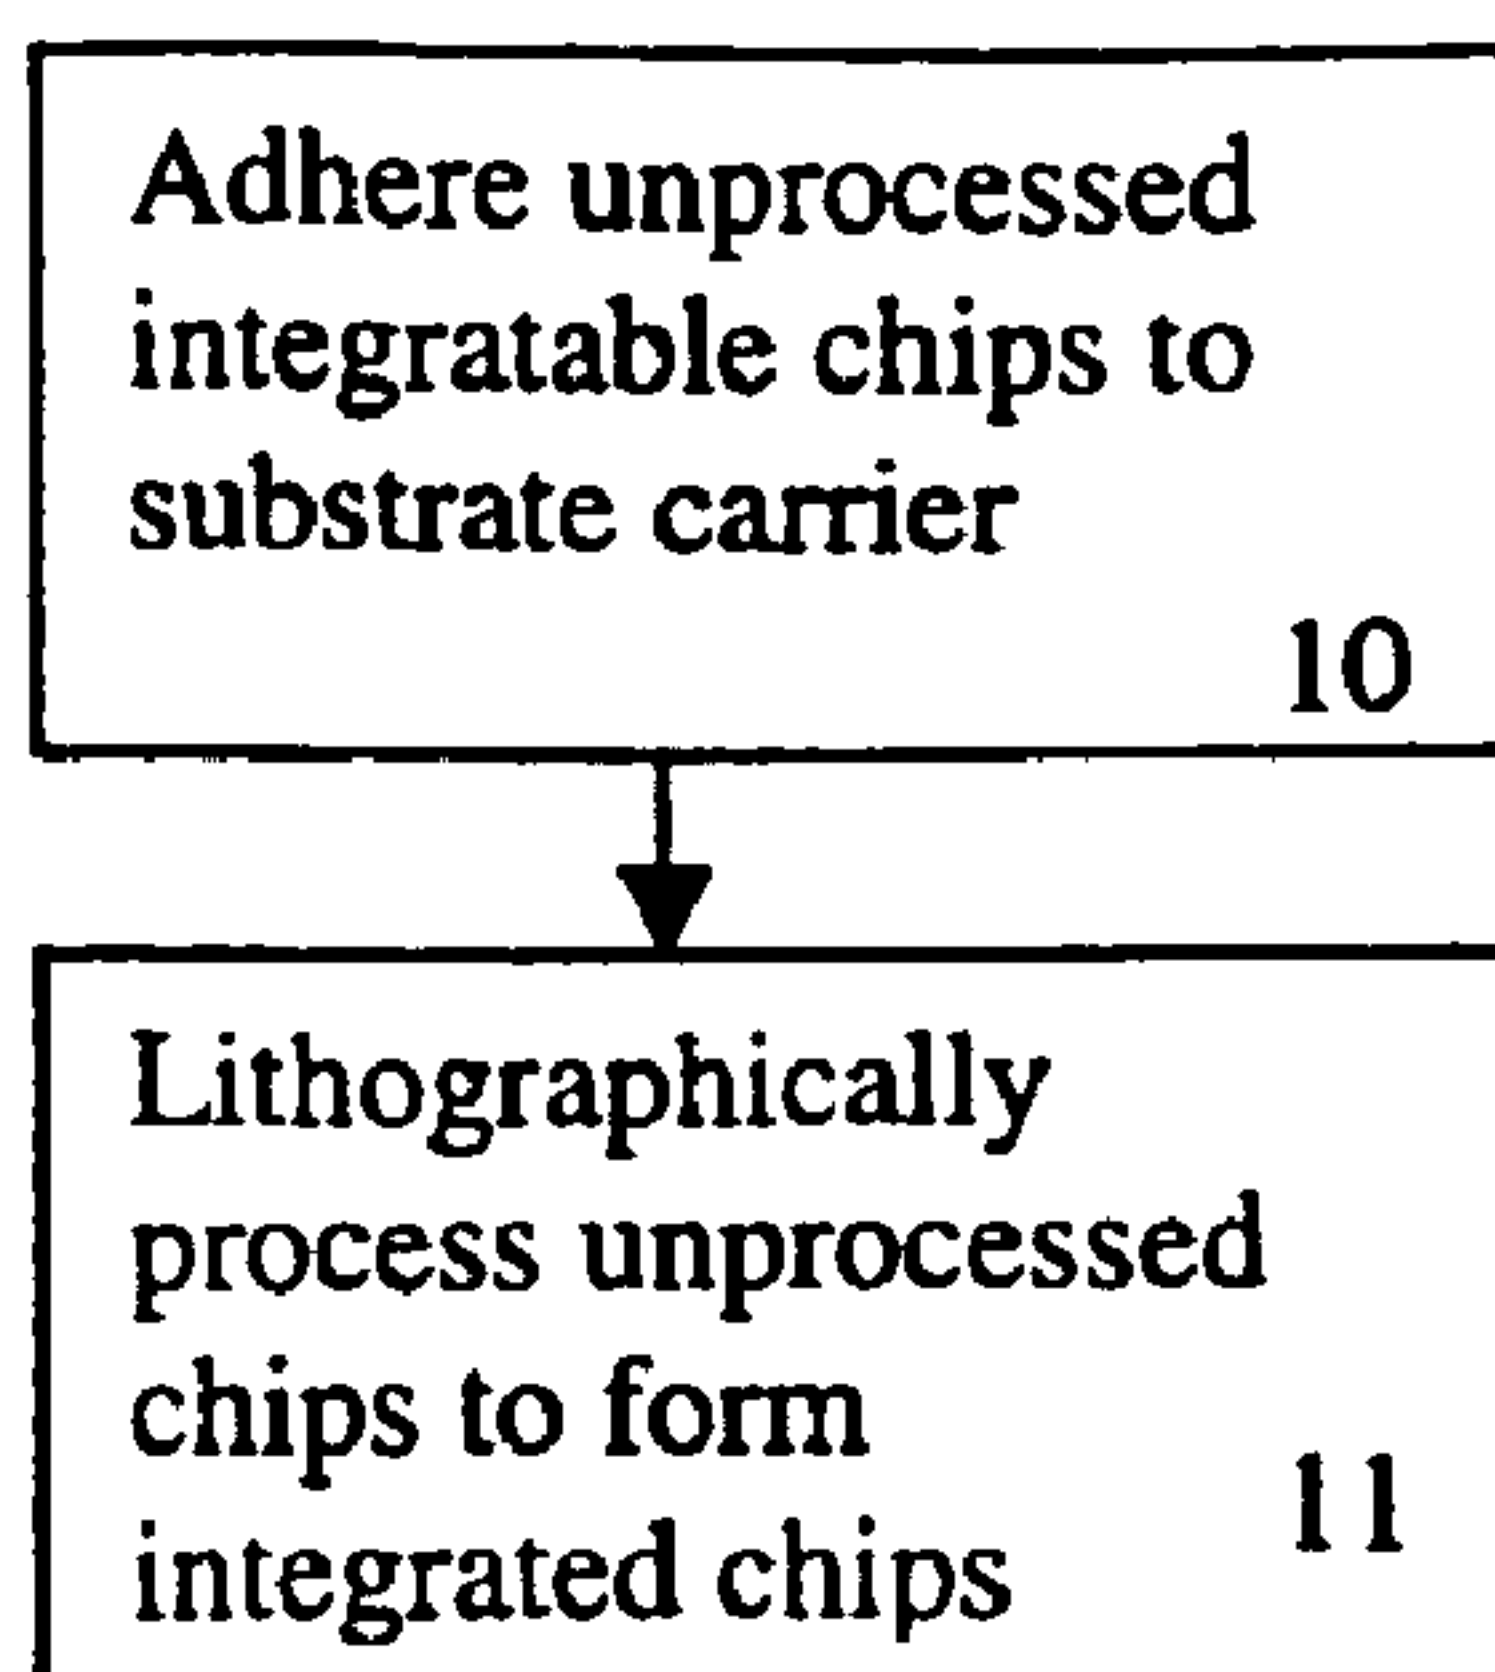 Adhere unprocessed
integratable chips to
substrate carrier
10
Lithographically
process unprocessed
chips to form
11
integrated chips